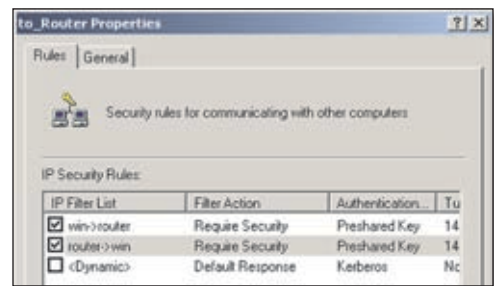 to_Router Properties
Rules General
Security rules for communicating with other computers
IP Security Rules:
IP Filter List Filter Action Authentication... Tu
win->router Require Security Preshared Key 14
router->win Require Security Preshared Key 14
<Dynamic> Default Response Kerberos Nc